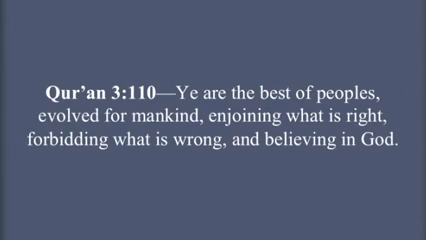 Qur’an 3:110—Ye are the best of peoples,
evolved for mankind, enjoining what is right,
forbidding what is wrong, and believing in God.